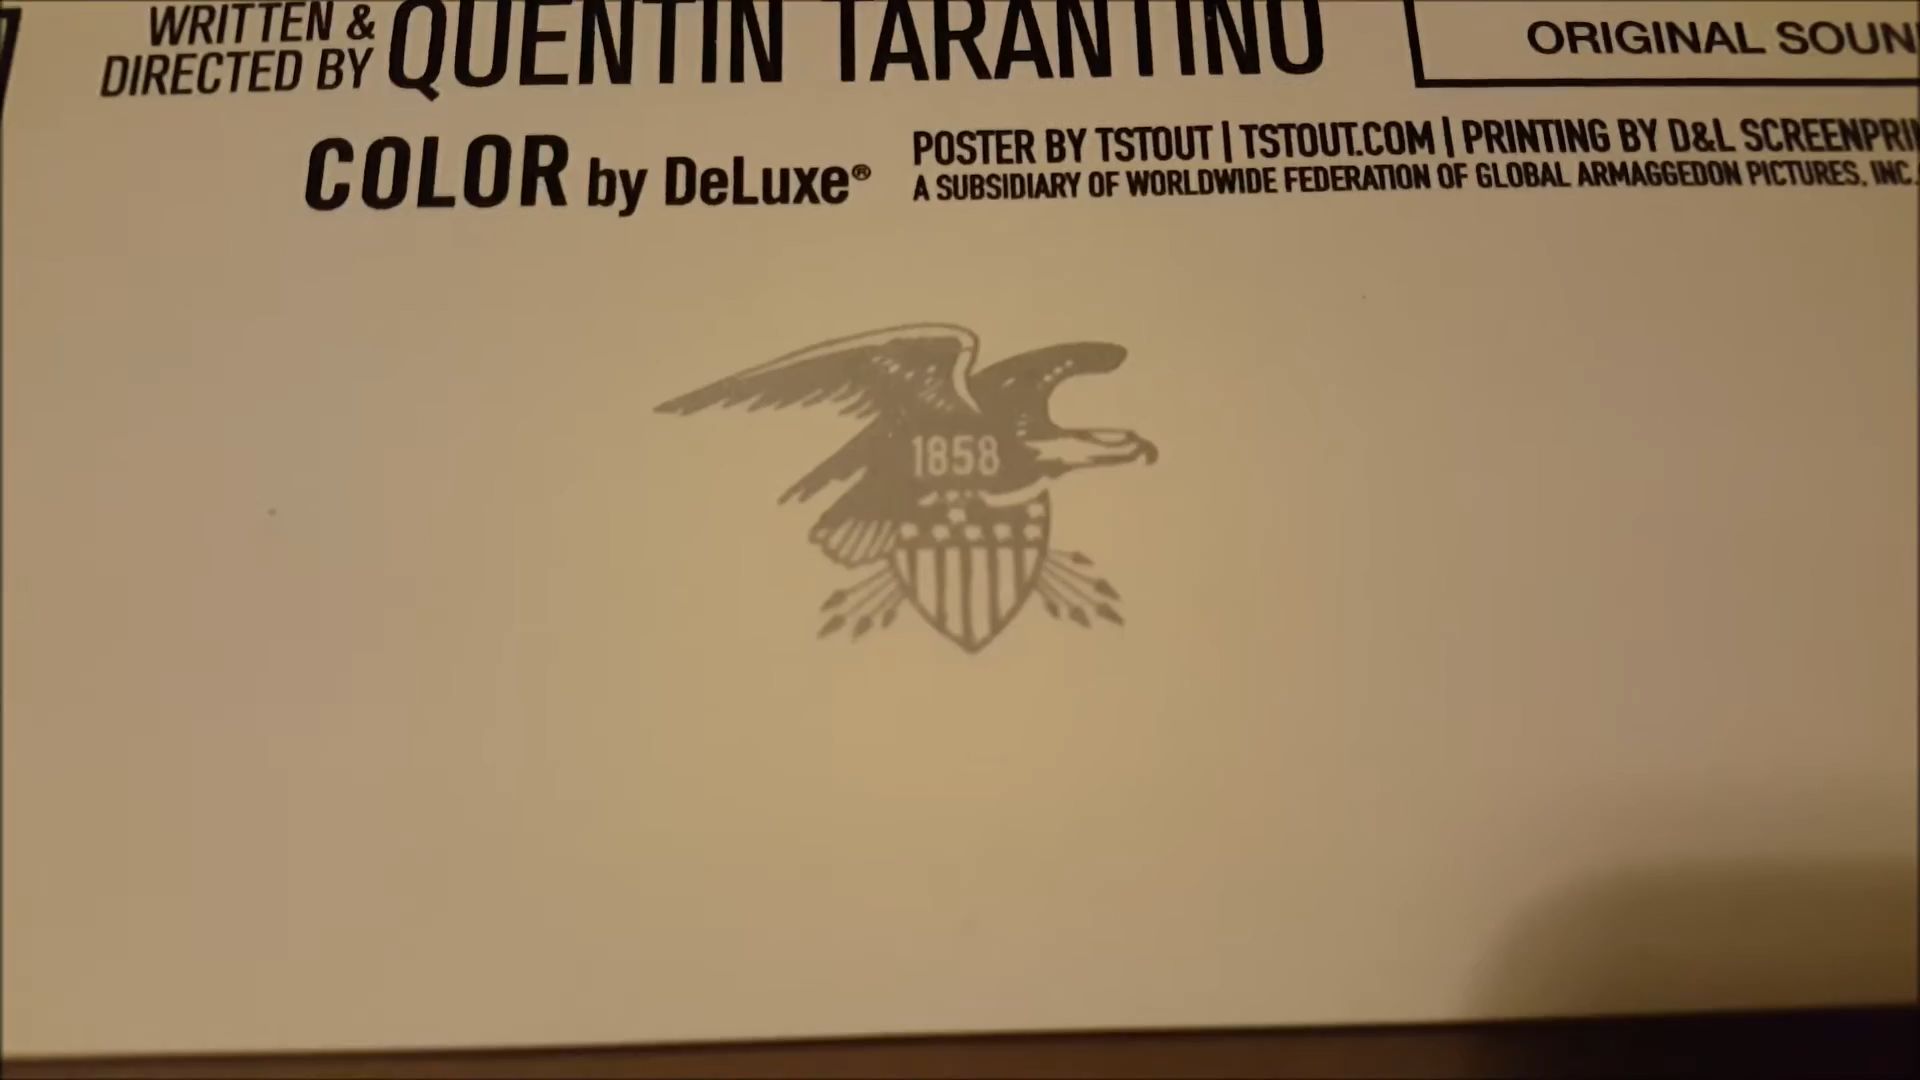 WRITTEN &
DIRECTED BY QUENTIN TARANTINO
ORIGINAL
COLOR by DeLuxe®
POSTER BY TSTOUT | TSTOUT.COM | PRINTING BY D&L
A SUBSIDIARY OF WORLDWIDE FEDERATION OF GLOBAL ARMAGGEDON PICTURES, INC.
1858